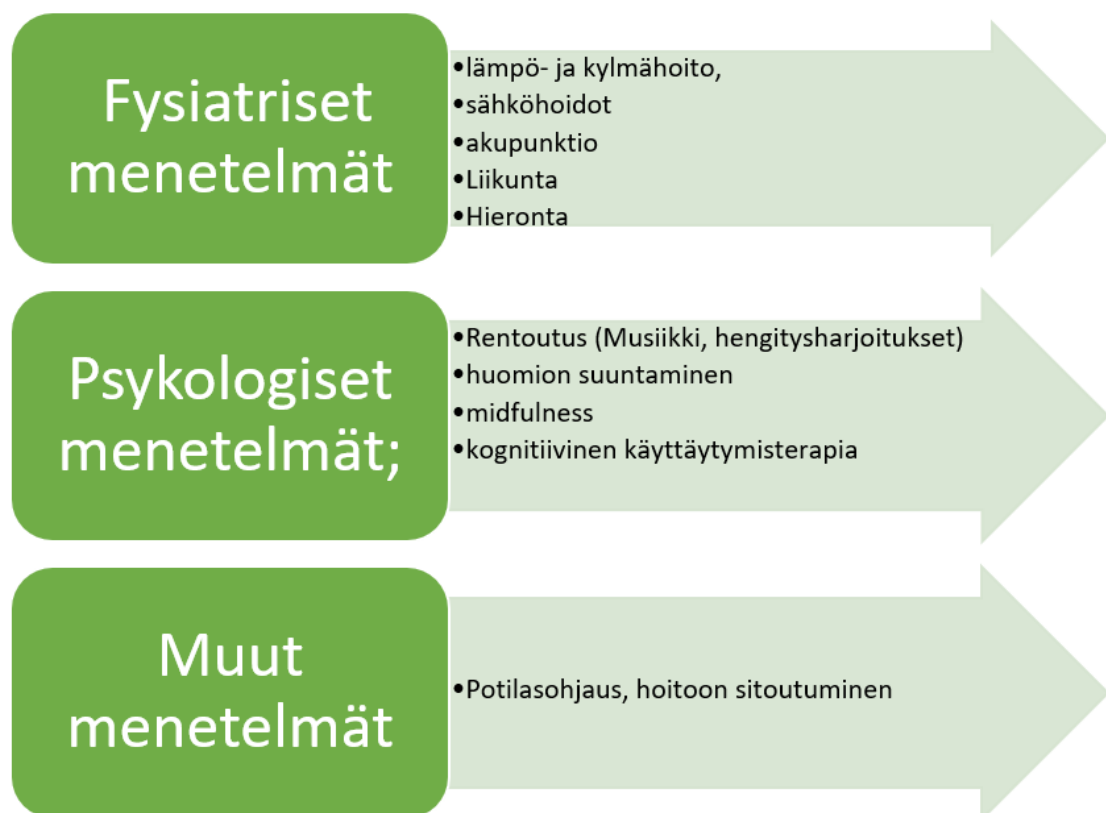 Fysiatriset
menetelmät
•lämpö- ja kylmähoito,
•sähköhoidot
•akupunktio
•Liikunta
•Hieronta
Psykologiset
menetelmät;
•Rentoutus (Musiikki, hengitysharjoitukset)
•huomion suuntaminen
•midfulness
•kognitiivinen käyttäytymisterapia
Muut
menetelmät
•Potilasohjaus, hoitoon sitoutuminen